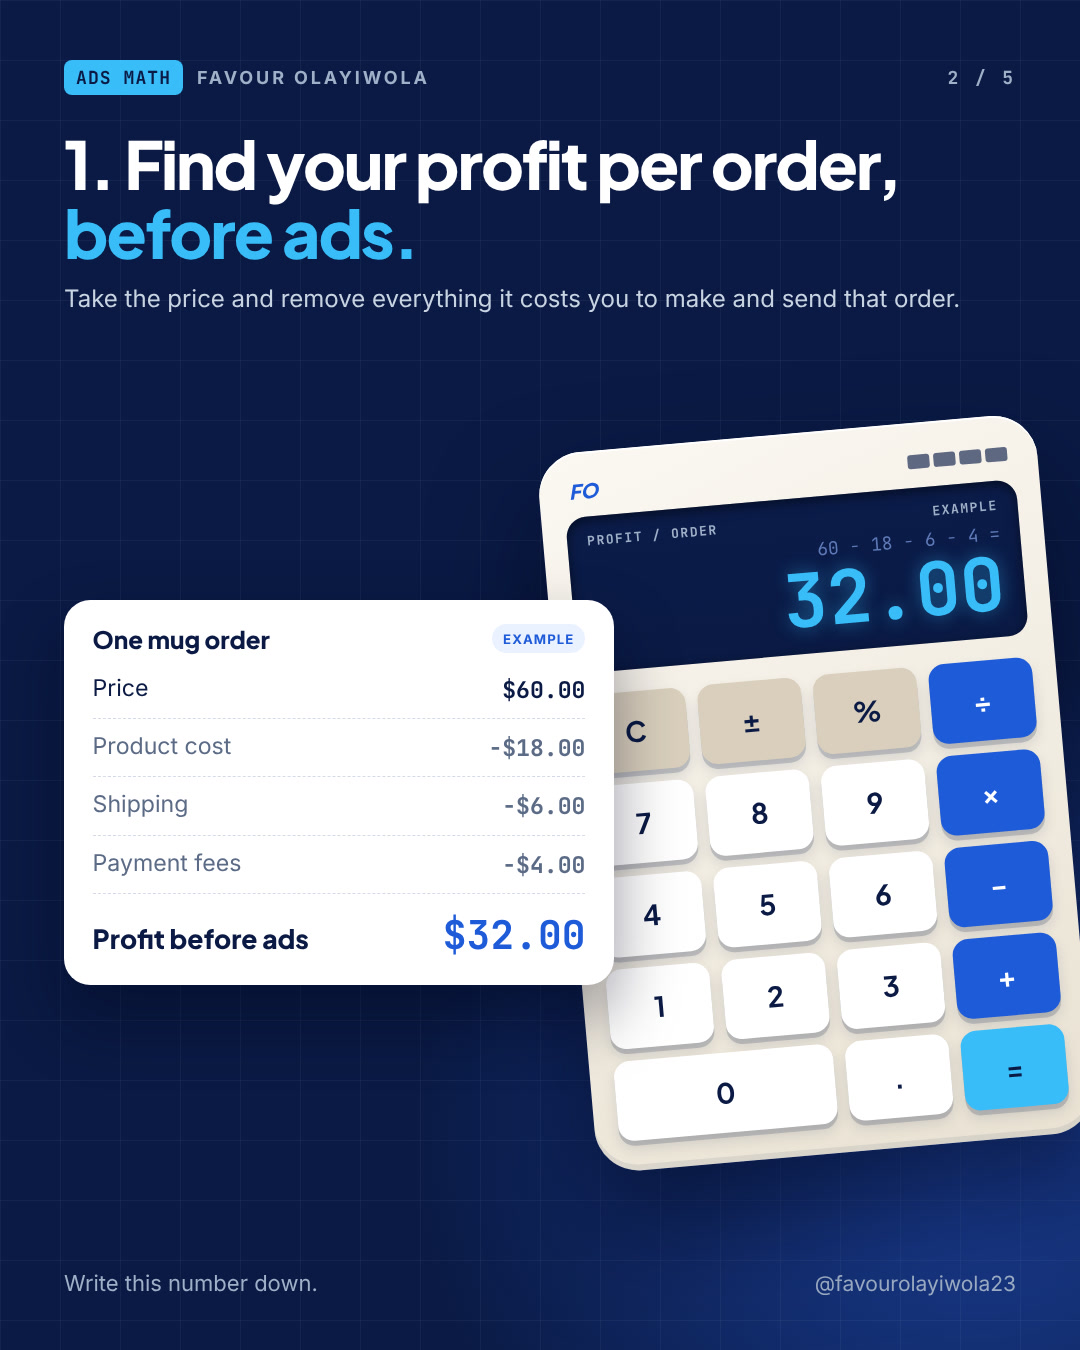 ADS MATH FAVOUR OLAYIWOLA 2 / 5
1. Find your profit per order,
before ads.
Take the price and remove everything it costs you to make and send that order.
FO
PROFIT / ORDER EXAMPLE
60 - 18 - 6 - 4 =
32.00
One mug order EXAMPLE
Price $60.00
Product cost -$18.00
Shipping -$6.00
Payment fees -$4.00
Profit before ads $32.00
C ± % ÷
7 8 9 ×
4 5 6 −
1 2 3 +
0 . =
Write this number down. @favourolayiwola23